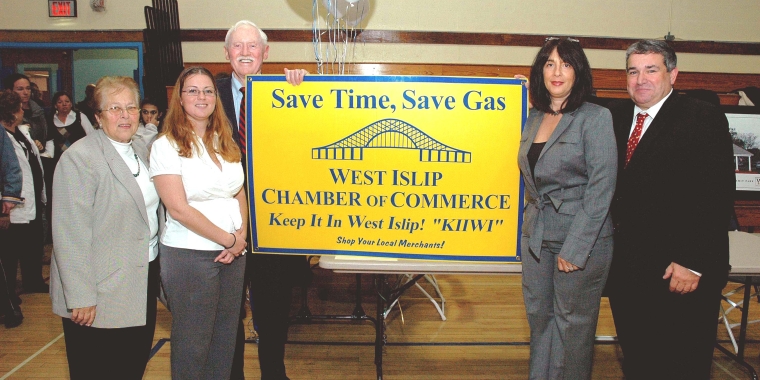 EXIT
Save Time, Save Gas
WEST ISLIP
CHAMBER OF COMMERCE
Keep It In West Islip! "KIIWI"
Shop Your Local Merchants!